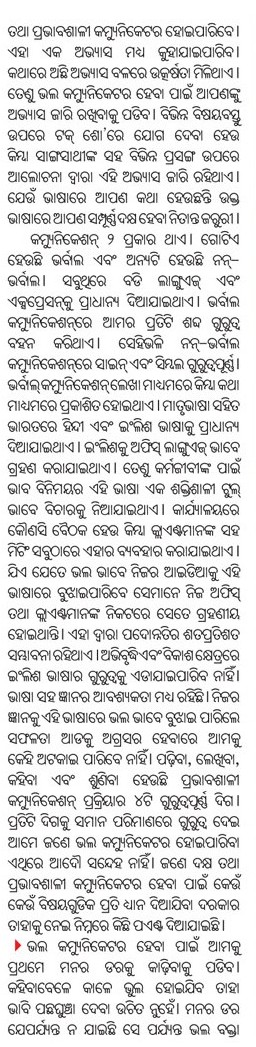 ତଥା ପ୍ରଭାବଶାଳୀ କମ୍ୟୁନିକେଟର ହୋଇପାରିବେ।
ଏହା ଏକ ଅଭ୍ୟାସ ମଧ୍ୟ କୁହାଯାଇପାରିବ।
କଥାରେ ଅଛି ଅଭ୍ୟାସ ବଳରେ ଉତ୍କର୍ଷତା ମିଳିଥାଏ।
ତେଣୁ ଭଲ କମ୍ୟୁନିକେଟର ହେବା ପାଇଁ ଆପଣଙ୍କୁ
ଅଭ୍ୟାସ ଜାରି ରଖିବାକୁ ପଡିବ। ବିଭିନ୍ନ ବିଷୟବସ୍ତୁ
ଉପରେ ଟକ୍ ଶୋ'ରେ ଯୋଗ ଦେବା ହେଉ
କିମ୍ବା ସାଙ୍ଗସାଥୀଙ୍କ ସହ ବିଭିନ୍ନ ପ୍ରସଙ୍ଗ ଉପରେ
ଆଲୋଚନା ଦ୍ୱାରା ଏହି ଅଭ୍ୟାସ ଜାରି ରହିଥାଏ।
ଯେଉଁ ଭାଷାରେ ଆପଣ କଥା ହେଉଛନ୍ତି ଉକ୍ତ
ଭାଷାରେ ଆପଣ ସମ୍ପୂର୍ଣ୍ଣ ଦକ୍ଷ ହେବା ନିତାନ୍ତ ଜରୁରୀ।
କମ୍ୟୁନିକେଶନ୍ ୨ ପ୍ରକାର ଥାଏ। ଗୋଟିଏ
ହେଉଛି ଭର୍ବାଲ ଏବଂ ଅନ୍ୟଟି ହେଉଛି ନନ୍-
ଭର୍ବାଲ। ସବୁଥିରେ ବଡି ଲାଙ୍ଗୁଏଜ୍ ଏବଂ
ଏକ୍ସପ୍ରେସନ୍‌କୁ ପ୍ରାଧାନ୍ୟ ଦିଆଯାଇଥାଏ। ଭର୍ବାଲ
କମ୍ୟୁନିକେଶନ୍‌ରେ ଆମର ପ୍ରତିଟି ଶବ୍ଦ ଗୁରୁତ୍ୱ
ବହନ କରିଥାଏ। ସେହିଭଳି ନନ୍-ଭର୍ବାଲ
କମ୍ୟୁନିକେଶନ୍‌ରେ ସାଇନ୍ ଏବଂ ସିମ୍ବଲ ଗୁରୁତ୍ୱପୂର୍ଣ୍ଣ।
ଭର୍ବାଲ୍ କମ୍ୟୁନିକେଶନ୍ ଲେଖା ମାଧ୍ୟମରେ କିମ୍ବା କଥା
ମାଧ୍ୟମରେ ପ୍ରକାଶିତ ହୋଇଥାଏ। ମାତୃଭାଷା ସହିତ
ଭାରତରେ ହିନ୍ଦୀ ଏବଂ ଇଂଲିଶ ଭାଷାକୁ ପ୍ରାଧାନ୍ୟ
ଦିଆଯାଇଥାଏ। ଇଂଲିଶକୁ ଅଫିସ୍ ଲାଙ୍ଗୁଏଜ୍ ଭାବେ
ଗ୍ରହଣ କରାଯାଇଥାଏ। ତେଣୁ କର୍ମଜୀବୀଙ୍କ ପାଇଁ
ଭାବ ବିନିମୟର ଏହି ଭାଷା ଏକ ଶକ୍ତିଶାଳୀ ଟୁଲ୍
ଭାବେ ବିଚାରକୁ ନିଆଯାଇଥାଏ। କାର୍ଯ୍ୟାଳୟରେ
କୌଣସି ବୈଠକ ହେଉ କିମ୍ବା କ୍ଲାଏଣ୍ଟମାନଙ୍କ ସହ
ମିଟିଂ ସବୁଠାରେ ଏହାର ବ୍ୟବହାର କରାଯାଇଥାଏ।
ଯିଏ ଯେତେ ଭଲ ଭାବେ ନିଜର ଆଇଡିଆକୁ ଏହି
ଭାଷାରେ ବୁଝାଇପାରିବେ ସେମାନେ ନିଜ ଅଫିସ୍
ତଥା କ୍ଲାଏଣ୍ଟମାନଙ୍କ ନିକଟରେ ସେତେ ଗ୍ରହଣୀୟ
ହୋଇଥାନ୍ତି। ଏହା ଦ୍ୱାରା ପଦୋନ୍ନତିର ଶତପ୍ରତିଶତ
ସମ୍ଭାବନା ରହିଥାଏ। ଅଭିବୃଦ୍ଧି ଏବଂ ବିକାଶ କ୍ଷେତ୍ରରେ
ଇଂଲିଶ ଭାଷାର ଗୁରୁତ୍ୱକୁ ଏଡାଯାଇପାରିବ ନାହିଁ।
ଭାଷା ସହ ଜ୍ଞାନର ଆବଶ୍ୟକତା ମଧ୍ୟ ରହିଛି। ନିଜର
ଜ୍ଞାନକୁ ଏହି ଭାଷାରେ ଭଲ ଭାବେ ବୁଝାଇ ପାରିଲେ
ସଫଳତା ଆଡକୁ ଅଗ୍ରସର ହେବାରେ ଆମକୁ
କେହି ଅଟକାଇ ପାରିବେ ନାହିଁ। ପଢ଼ିବା, ଲେଖିବା,
କହିବା ଏବଂ ଶୁଣିବା ହେଉଛି ପ୍ରଭାବଶାଳୀ
କମ୍ୟୁନିକେଶନ୍ ପ୍ରକ୍ରିୟାର ୪ଟି ଗୁରୁତ୍ୱପୂର୍ଣ୍ଣ ଦିଗ।
ପ୍ରତିଟି ଦିଗକୁ ସମାନ ପରିମାଣରେ ଗୁରୁତ୍ୱ ଦେଇ
ଆମେ ଜଣେ ଭଲ କମ୍ୟୁନିକେଟର ହୋଇପାରିବା
ଏଥିରେ ଆଦୌ ସନ୍ଦେହ ନାହିଁ। ଜଣେ ଦକ୍ଷ ତଥା
ପ୍ରଭାବଶାଳୀ କମ୍ୟୁନିକେଟର ହେବା ପାଇଁ କେଉଁ
କେଉଁ ବିଷୟଗୁଡିକ ପ୍ରତି ଧ୍ୟାନ ଦିଆଯିବା ଦରକାର
ତାହାକୁ ନେଇ ନିମ୍ନରେ କିଛି ପଏଣ୍ଟ ଦିଆଯାଇଛି।
ଭଲ କମ୍ୟୁନିକେଟର ହେବା ପାଇଁ ଆମକୁ
ପ୍ରଥମେ ମନର ଡରକୁ କାଢ଼ିବାକୁ ପଡିବ।
କହିବାବେଳେ କାଳେ ଭୁଲ ହୋଇଯିବ ତାହା
ଭାବି ପଛଘୁଞ୍ଚା ଦେବା ଉଚିତ ନୁହେଁ। ମନର ଡର
ଯେପର୍ଯ୍ୟନ୍ତ ନ ଯାଇଛି ସେ ପର୍ଯ୍ୟନ୍ତ ଭଲ ବକ୍ତା